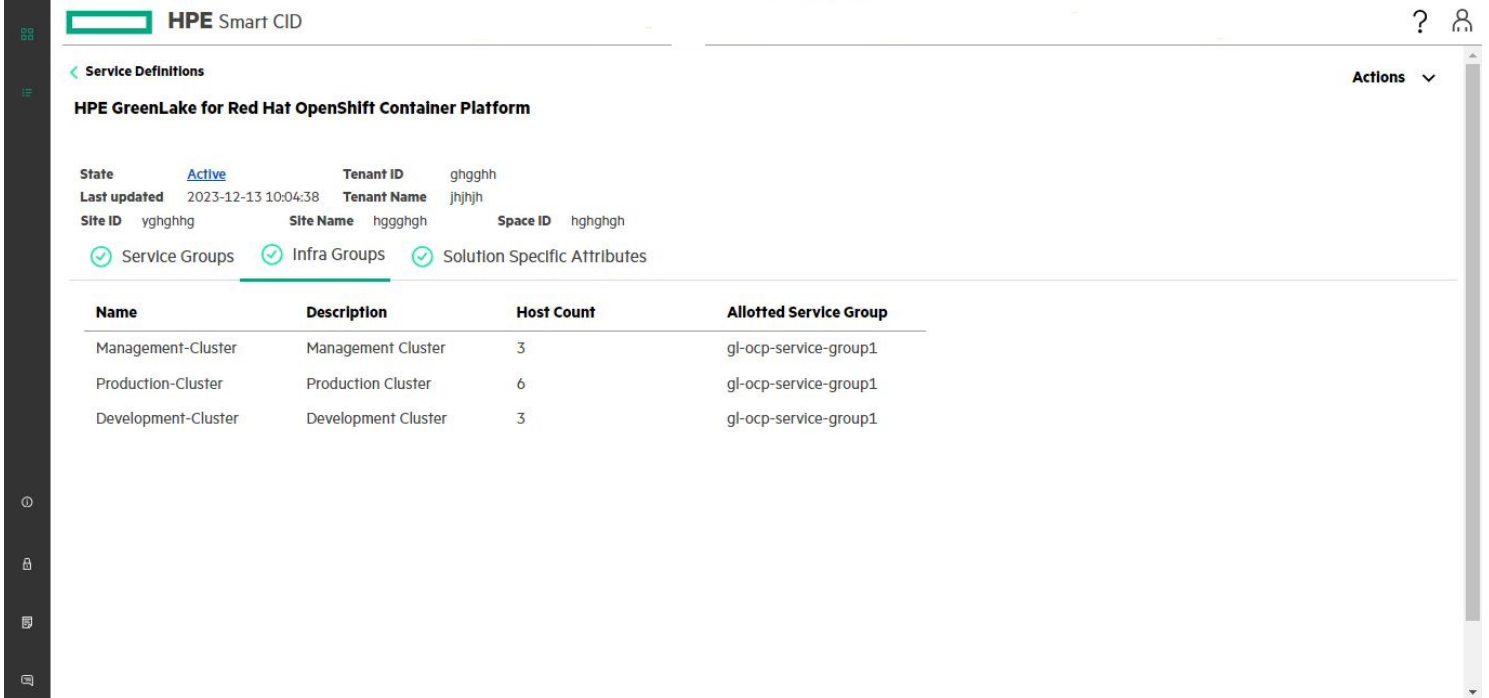 HPE Smart CID
?
Service Definitions
Actions
HPE GreenLake for Red Hat OpenShift Container Platform
State Active Tenant ID ghgghh
Last updated 2023-12-13 10:04:38 Tenant Name jhjhjh
Site ID yghghhg Site Name hggghgh Space ID hghghgh
Service Groups Infra Groups Solution Specific Attributes
Name Description Host Count Allotted Service Group
Management-Cluster Management Cluster 3 gl-ocp-service-group1
Production-Cluster Production Cluster 6 gl-ocp-service-group1
Development-Cluster Development Cluster 3 gl-ocp-service-group1